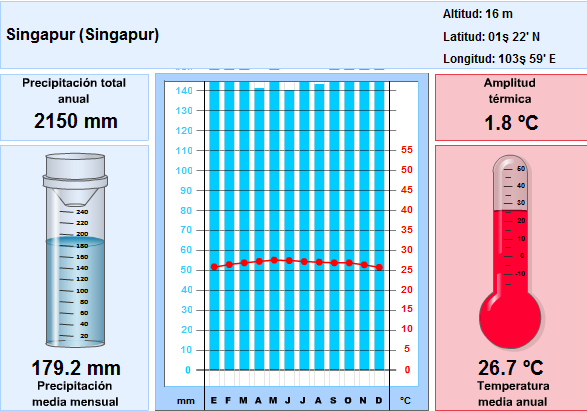 Singapur (Singapur)
Altitud: 16 m
Latitud: 01ş 22' N
Longitud: 103ş 59' E
Precipitación total
anual
2150 mm
240
220
200
180
160
140
120
100
80
60
40
20
179.2 mm
Precipitación
media mensual
140
130
120
110
100
90
80
70
60
50
40
30
20
10
0
55
50
45
40
35
30
25
20
15
10
5
0
mm E F M A M J J A S O N D °C
Amplitud
térmica
1.8 °C
50
40
30
20
10
0
-10
26.7 °C
Temperatura
media anual